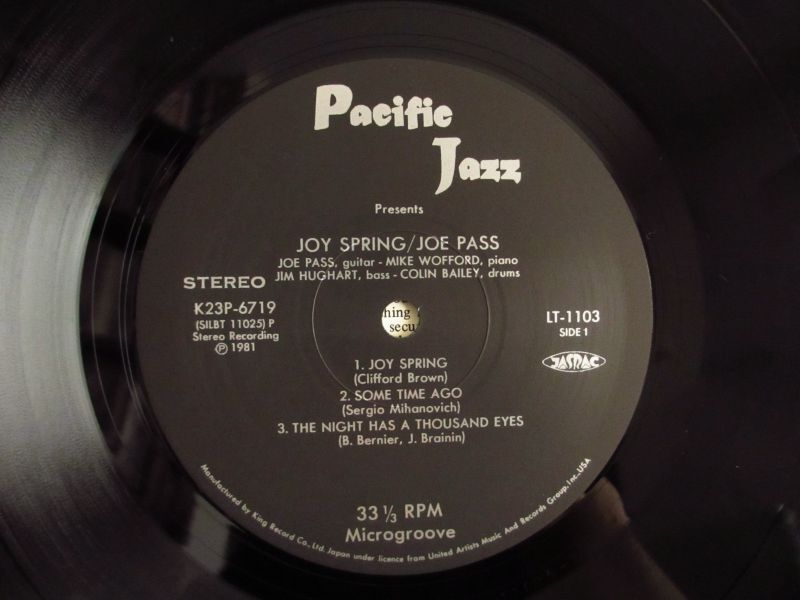 Pacific
Jazz
Presents
JOY SPRING/JOE PASS
JOE PASS, guitar - MIKE WOFFORD, piano
JIM HUGHART, bass - COLIN BAILEY, drums
STEREO
K23P-6719
(SILBT 11025) P
Stereo Recording
Ⓟ 1981
hing
secu
LT-1103
SIDE 1
JASRAC
1. JOY SPRING
(Clifford Brown)
2. SOME TIME AGO
(Sergio Mihanovich)
3. THE NIGHT HAS A THOUSAND EYES
(B. Bernier, J. Brainin)
33 ⅓ RPM
Microgroove
Manufactured by King Record Co., Ltd. Japan under licence from United Artists Music And Records Group, Inc., USA